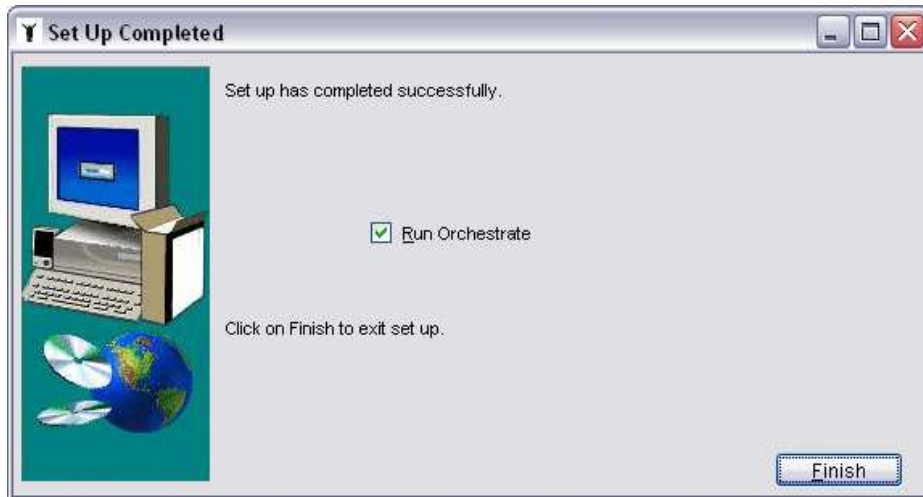 Set Up Completed
Set up has completed successfully.
Run Orchestrate
Click on Finish to exit set up.
Finish